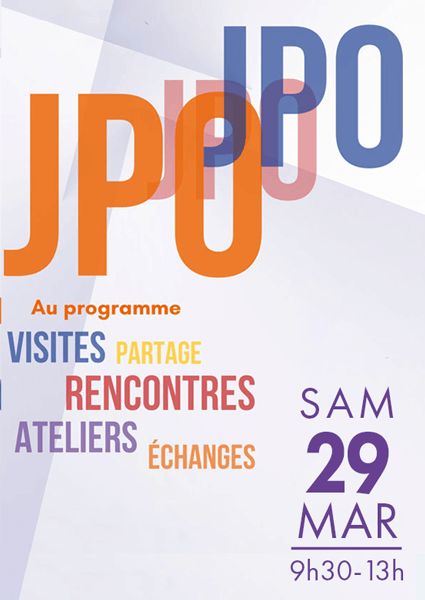 JPO
JPO
JPO
Au programme
VISITES PARTAGE
RENCONTRES
ATELIERS
ÉCHANGES
SAM
29
MAR
9h30-13h